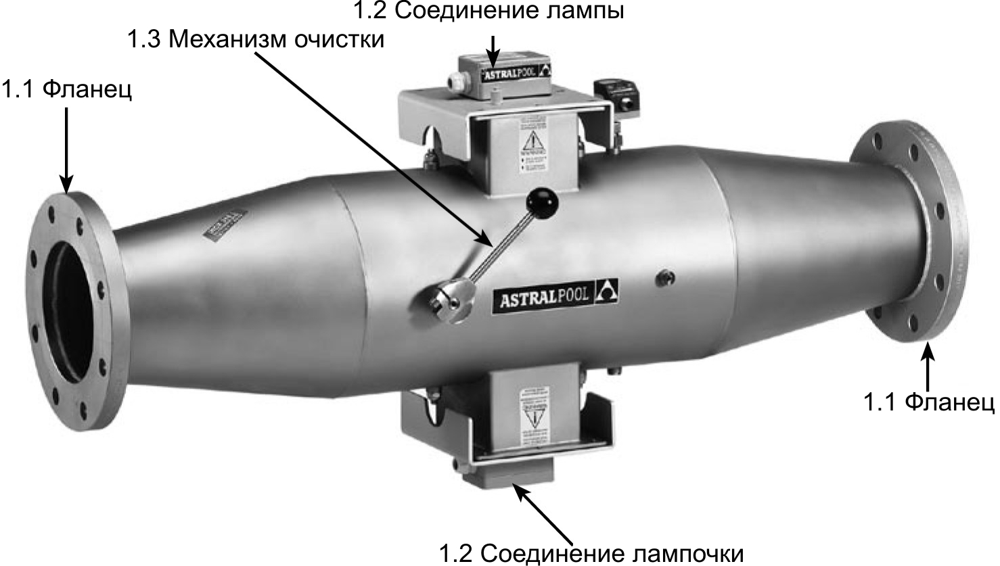 1.2 Соединение лампы
1.3 Механизм очистки
1.1 Фланец
ASTRALPOOL
WARNING
ASTRALPOOL
1.1 Фланец
1.2 Соединение лампочки